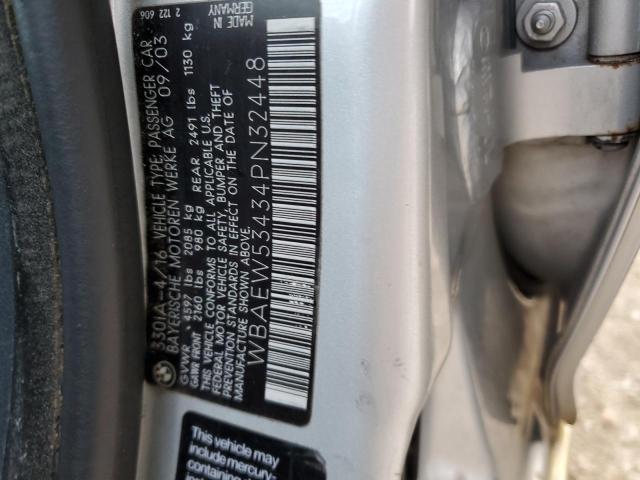 330IA-4/16 VEHICLE TYPE: PASSENGER CAR
BAYERISCHE MOTOREN WERKE AG 09/03
GVWR 4597 lbs 2085 kg
GAWR FRONT 2160 lbs 980 kg REAR 2491 lbs 1130 kg
THIS VEHICLE CONFORMS TO ALL APPLICABLE U.S.
FEDERAL MOTOR VEHICLE SAFETY, BUMPER AND THEFT
PREVENTION STANDARDS IN EFFECT ON THE DATE OF
MANUFACTURE SHOWN ABOVE.
WBAEW53434PN32448
2 122 606
MADE IN
GERMANY
This vehicle may
include mercury-
containing